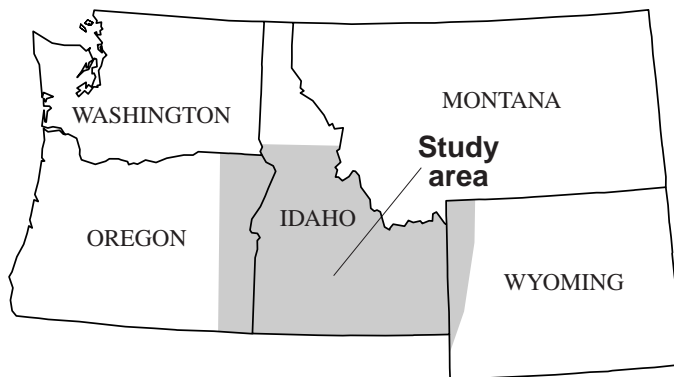 WASHINGTON
MONTANA
Study
area
IDAHO
OREGON
WYOMING